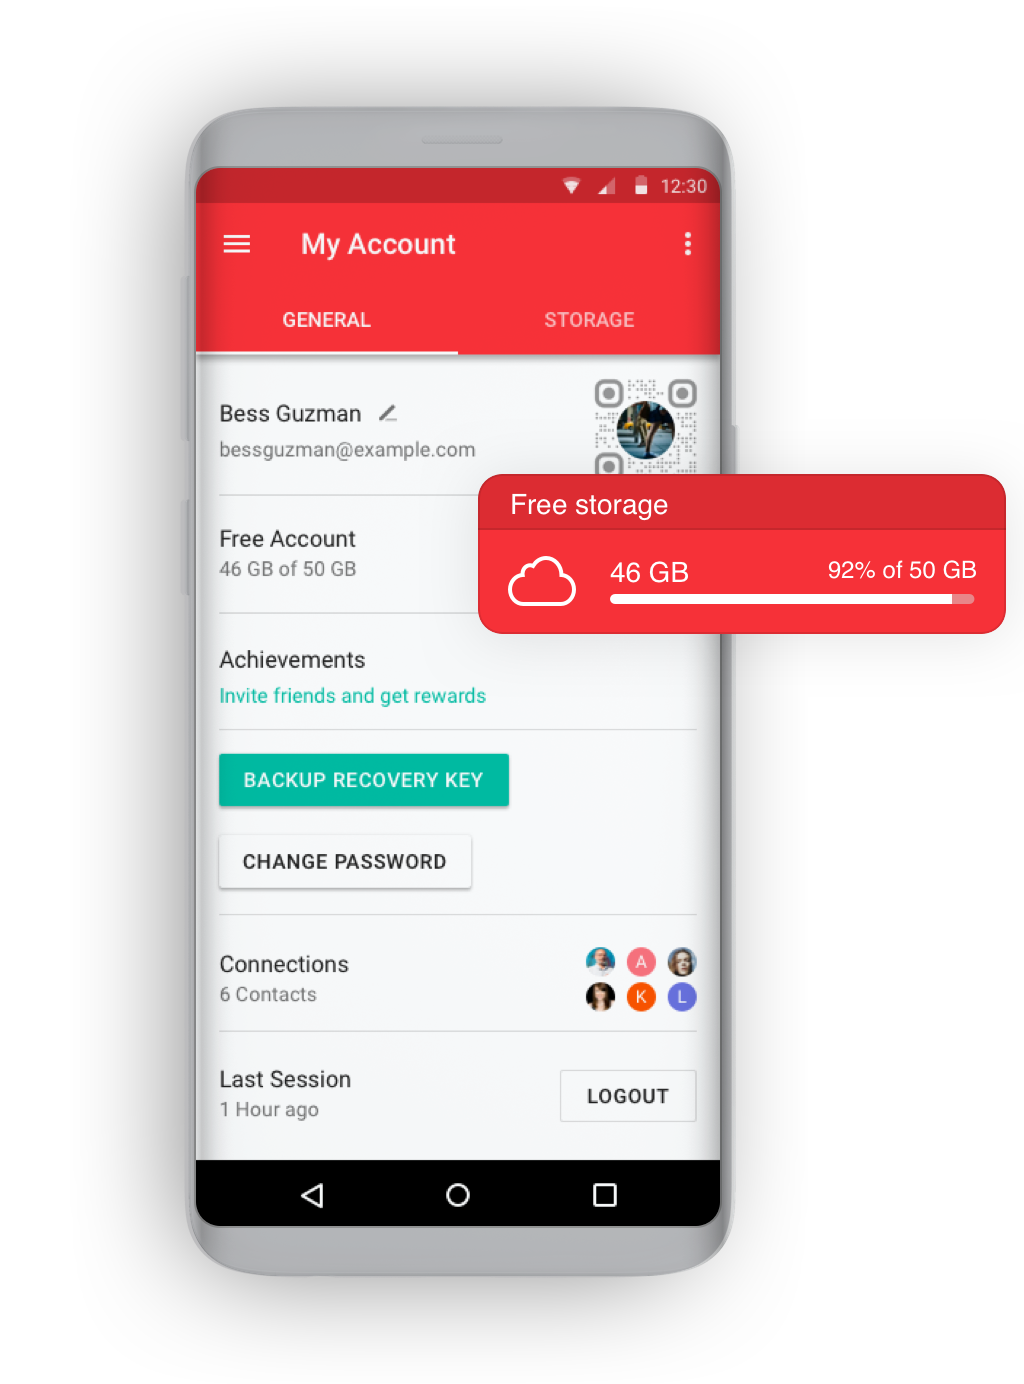 12:30
My Account
GENERAL
STORAGE
Bess Guzman
bessguzman@example.com
Free storage
46 GB
92% of 50 GB
Free Account
46 GB of 50 GB
Achievements
Invite friends and get rewards
BACKUP RECOVERY KEY
CHANGE PASSWORD
Connections
6 Contacts
A
K
L
Last Session
1 Hour ago
LOGOUT